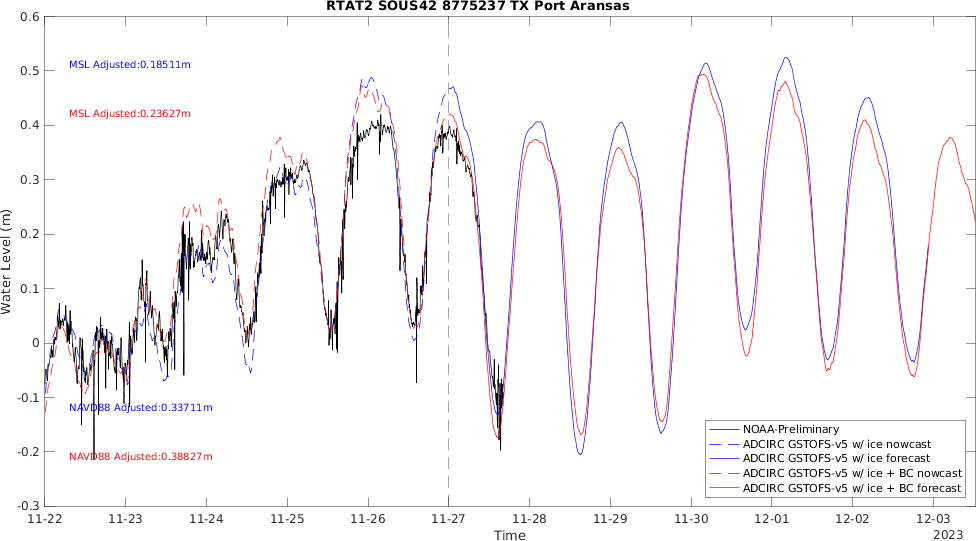 RTAT2 SOUS42 8775237 TX Port Aransas
0.6
0.5
0.4
0.3
0.2
0.1
0
-0.1
-0.2
-0.3
Water Level (m)
MSL Adjusted:0.18511m
MSL Adjusted:0.23627m
NAVD88 Adjusted:0.33711m
NAVD88 Adjusted:0.38827m
NOAA-Preliminary
ADCIRC GSTOFS-v5 w/ ice nowcast
ADCIRC GSTOFS-v5 w/ ice forecast
ADCIRC GSTOFS-v5 w/ ice + BC nowcast
ADCIRC GSTOFS-v5 w/ ice + BC forecast
11-22 11-23 11-24 11-25 11-26 11-27 11-28 11-29 11-30 12-01 12-02 12-03
Time
2023